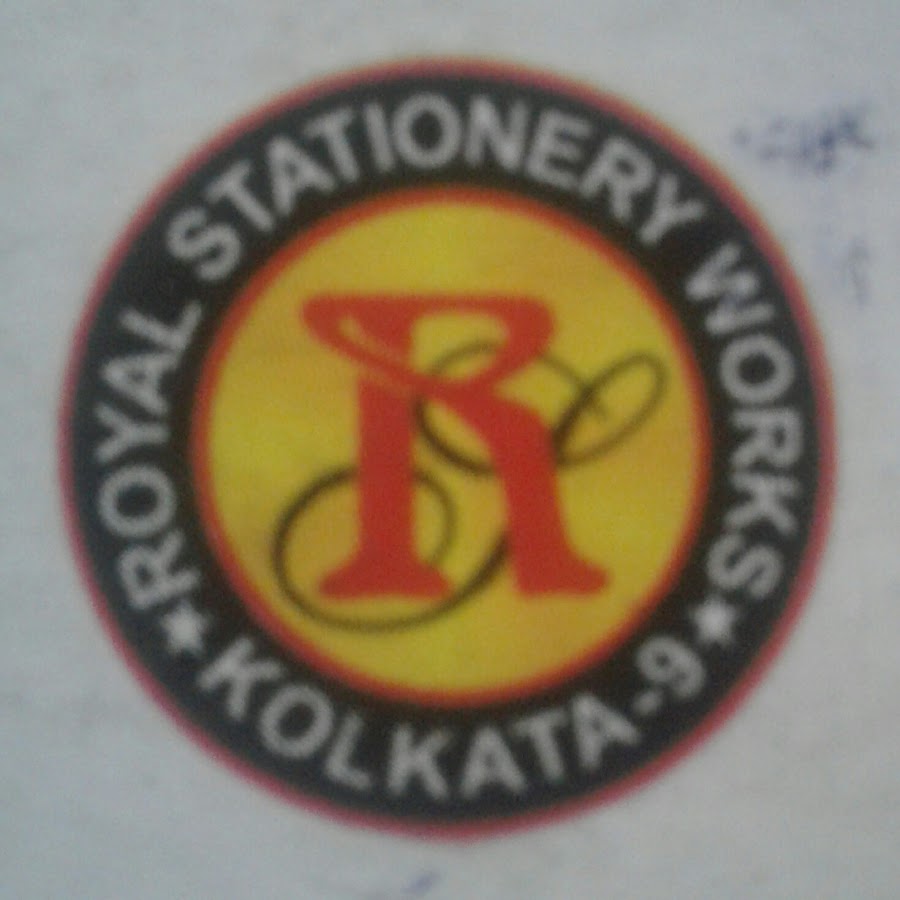 ROYAL STATIONERY WORKS
★ KOLKATA-9 ★
R
S